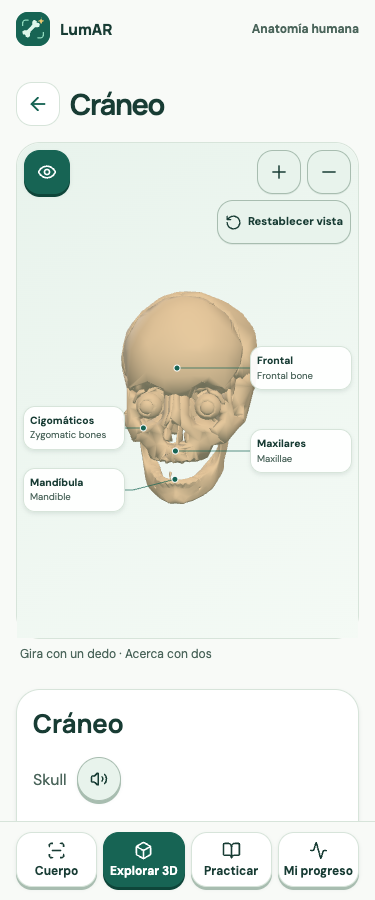 LumAR
Anatomía humana
Cráneo
Restablecer vista
Frontal
Frontal bone
Cigomáticos
Zygomatic bones
Maxilares
Maxillae
Mandíbula
Mandible
Gira con un dedo · Acerca con dos
Cráneo
Skull
Cuerpo
Explorar 3D
Practicar
Mi progreso